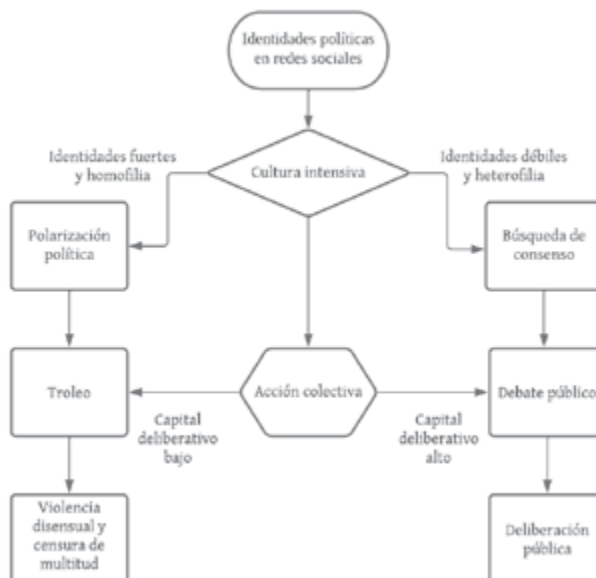 Identidades políticas
en redes sociales
Identidades fuertes
y homofilia
Cultura intensiva
Identidades débiles
y heterofilia
Polarización
política
Búsqueda de
consenso
Troleo
Acción colectiva
Debate público
Capital
deliberativo
bajo
Capital
deliberativo
alto
Violencia
disensual y
censura de
multitud
Deliberación
pública